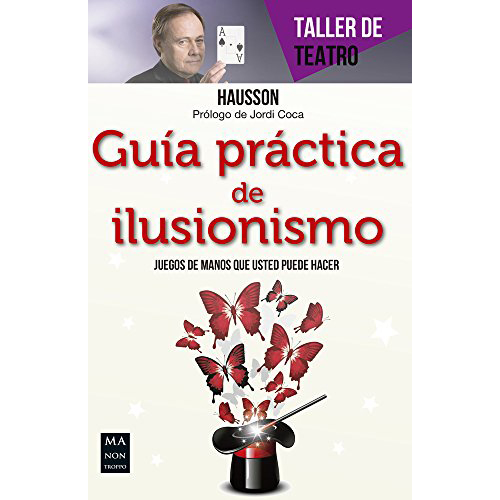 TALLER DE
TEATRO
HAUSSON
Prólogo de Jordi Coca
Guía práctica
de
ilusionismo
JUEGOS DE MANOS QUE USTED PUEDE HACER
MA
NON
TROPPO
A
A